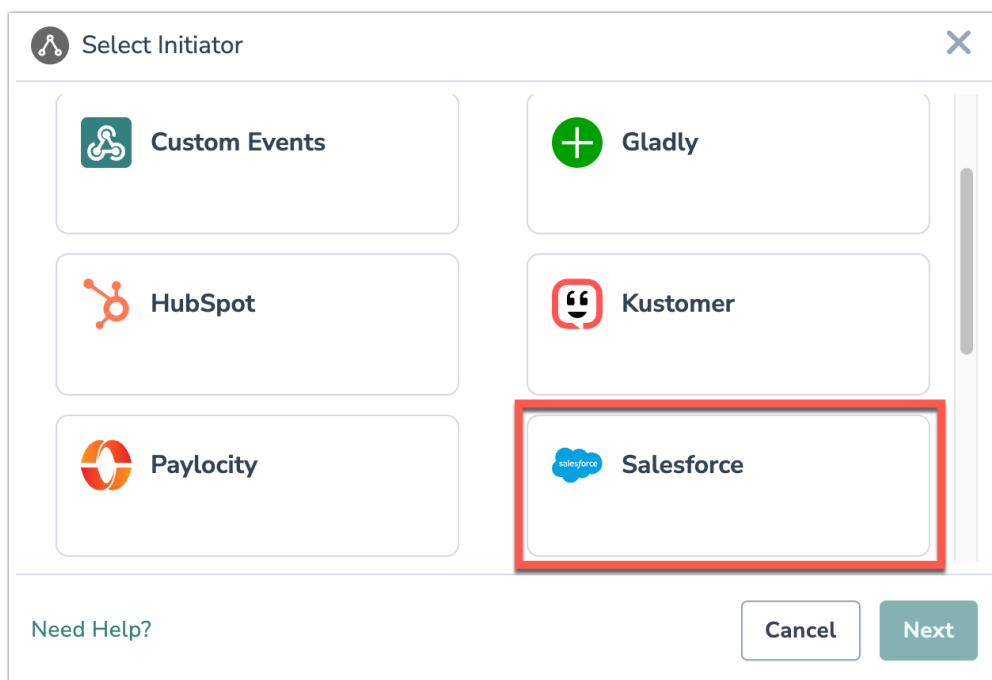 Select Initiator
Custom Events
Gladly
HubSpot
Kustomer
Paylocity
salesforce
Salesforce
Need Help?
Cancel
Next